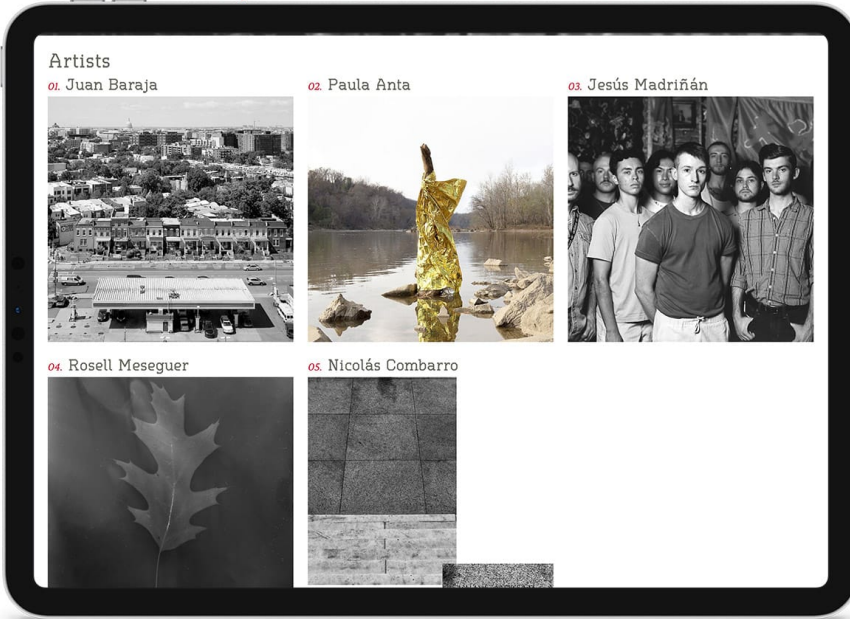 Artists
01. Juan Baraja
02. Paula Anta
03. Jesús Madriñán
04. Rosell Meseguer
05. Nicolás Combarro